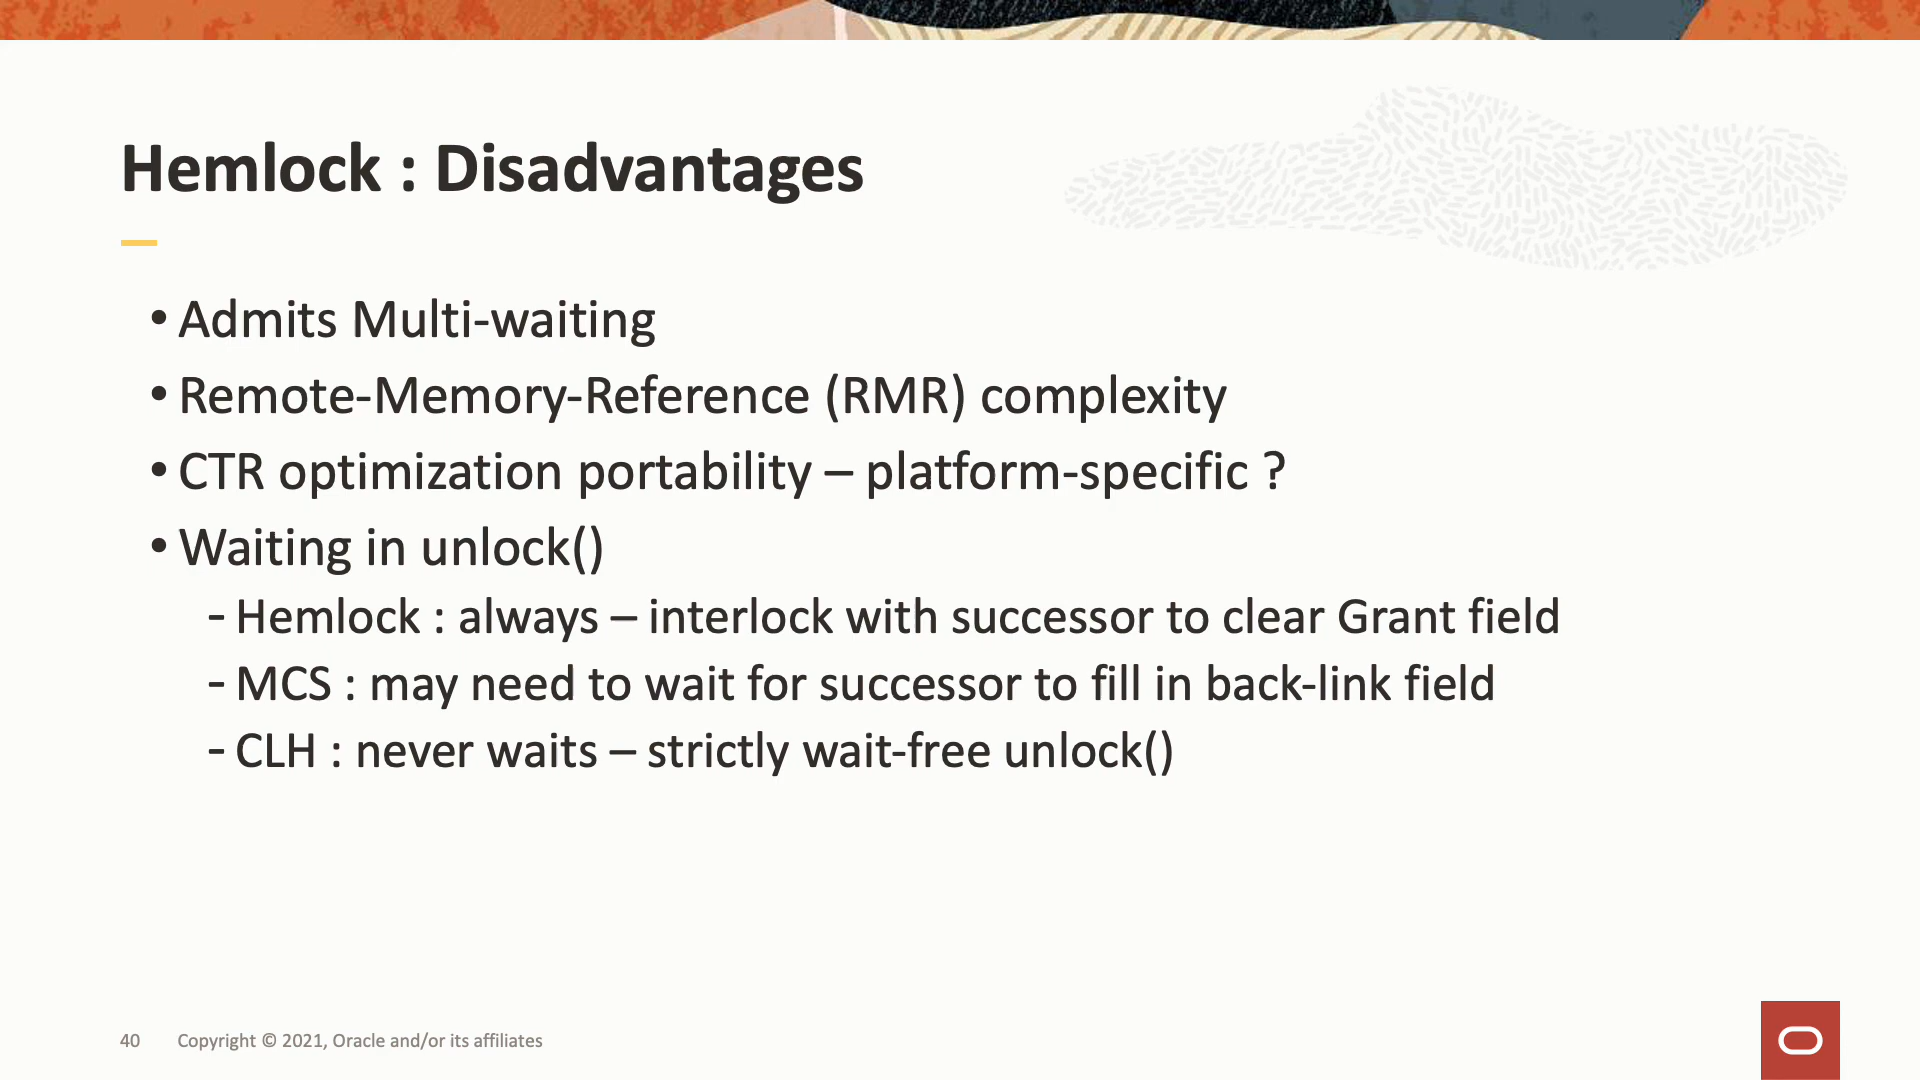 Hemlock : Disadvantages
• Admits Multi-waiting
• Remote-Memory-Reference (RMR) complexity
• CTR optimization portability – platform-specific ?
• Waiting in unlock()
- Hemlock : always – interlock with successor to clear Grant field
- MCS : may need to wait for successor to fill in back-link field
- CLH : never waits – strictly wait-free unlock()
40 Copyright © 2021, Oracle and/or its affiliates